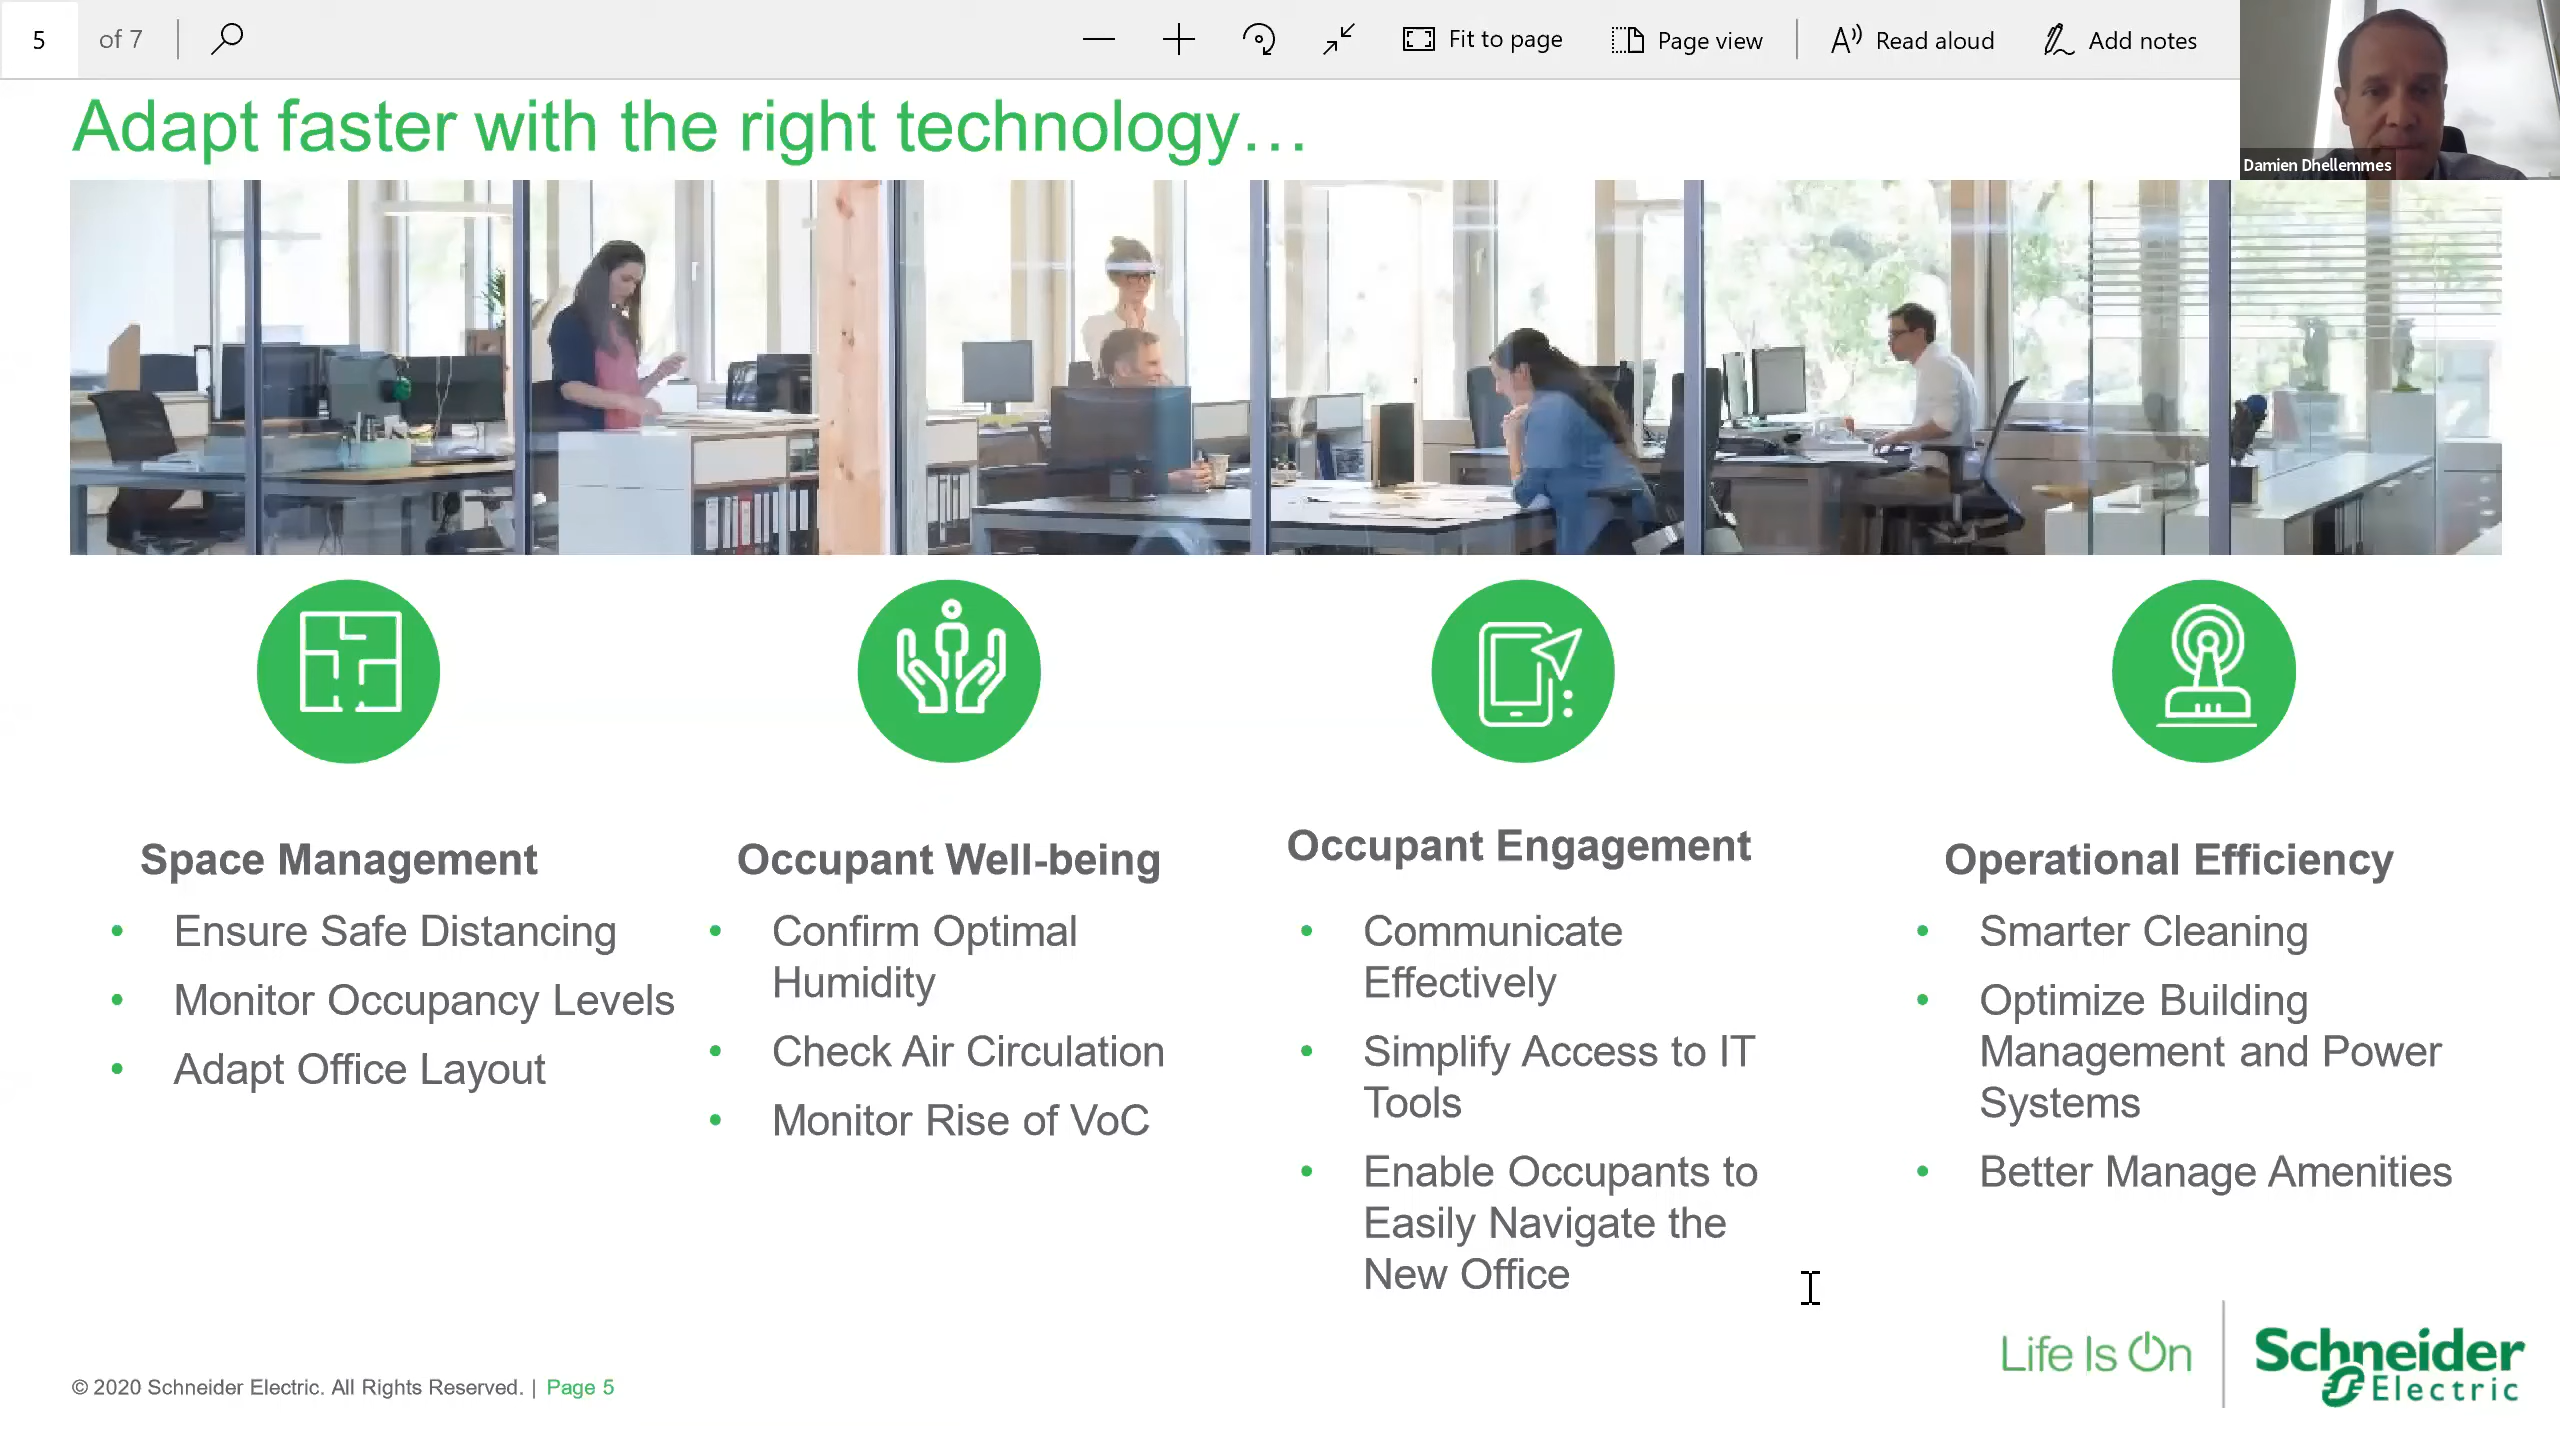 5 of 7
Fit to page
Page view
Read aloud
Add notes
Damien Dhellemmes
Adapt faster with the right technology…
Space Management
• Ensure Safe Distancing
• Monitor Occupancy Levels
• Adapt Office Layout
Occupant Well-being
• Confirm Optimal
Humidity
• Check Air Circulation
• Monitor Rise of VoC
Occupant Engagement
• Communicate
Effectively
• Simplify Access to IT
Tools
• Enable Occupants to
Easily Navigate the
New Office
Operational Efficiency
• Smarter Cleaning
• Optimize Building
Management and Power
Systems
• Better Manage Amenities
© 2020 Schneider Electric. All Rights Reserved. | Page 5
Life Is On
Schneider
Electric